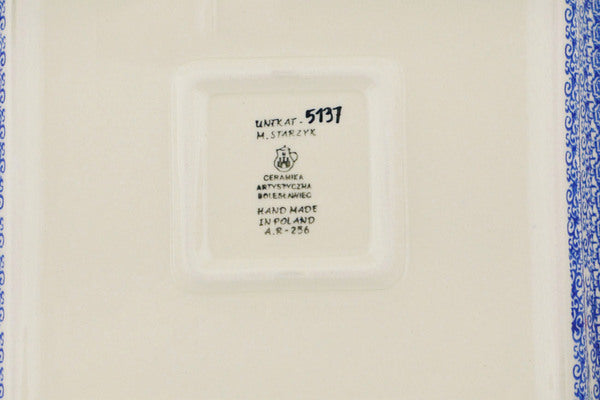 UNIKAT - 5137
M. STARZYK
CERAMIKA
ARTYSTYCZNA
BOLESŁAWIEC
HAND MADE
IN POLAND
A.R - 256